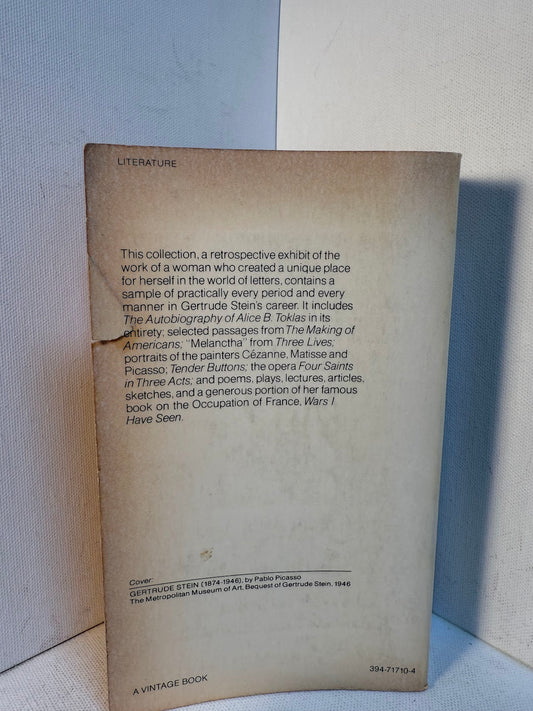 LITERATURE
This collection, a retrospective exhibit of the
work of a woman who created a unique place
for herself in the world of letters, contains a
sample of practically every period and every
manner in Gertrude Stein's career. It includes
The Autobiography of Alice B. Toklas in its
entirety; selected passages from The Making of
Americans; "Melanctha" from Three Lives;
portraits of the painters Cézanne, Matisse and
Picasso; Tender Buttons; the opera Four Saints
in Three Acts; and poems, plays, lectures, articles,
sketches, and a generous portion of her famous
book on the Occupation of France, Wars I
Have Seen.
Cover:
GERTRUDE STEIN (1874-1946), by Pablo Picasso
The Metropolitan Museum of Art, Bequest of Gertrude Stein, 1946
A VINTAGE BOOK
394-71710-4